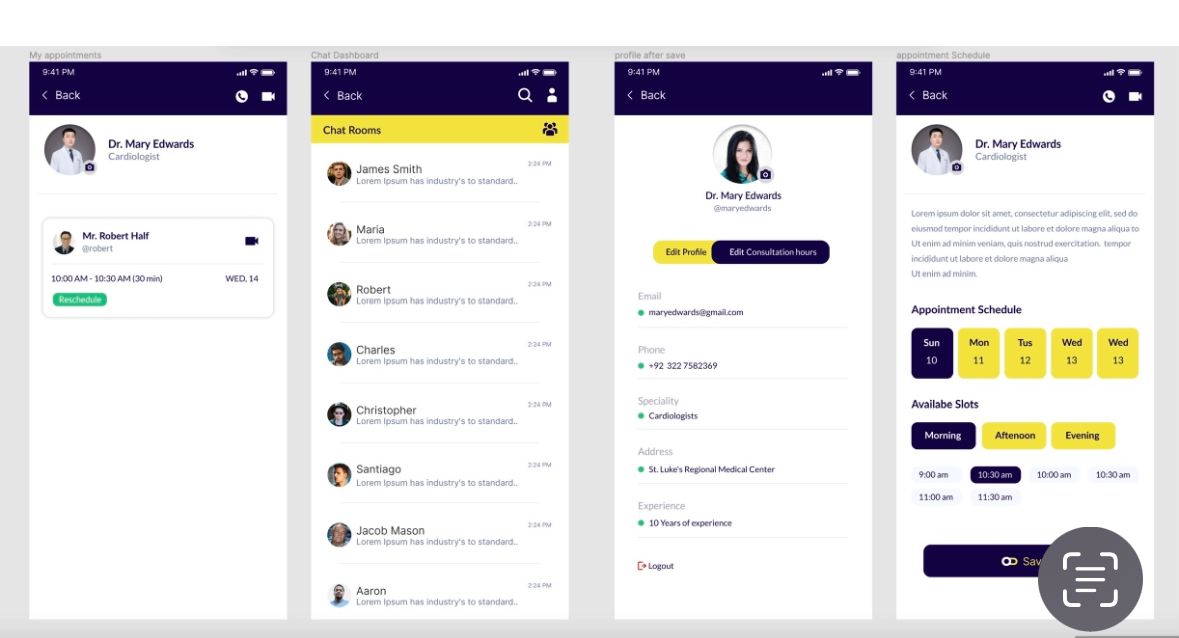 My appointments
9:41 PM
Back
Dr. Mary Edwards
Cardiologist
Mr. Robert Half
@robert
10:00 AM - 10:30 AM (30 min) WED, 14
Reschedule
Chat Dashboard
9:41 PM
Back
Chat Rooms
James Smith 2:24 PM
Lorem Ipsum has industry's to standard..
Maria 2:24 PM
Lorem Ipsum has industry's to standard..
Robert 2:24 PM
Lorem Ipsum has industry's to standard..
Charles 2:24 PM
Lorem Ipsum has industry's to standard..
Christopher 2:24 PM
Lorem Ipsum has industry's to standard..
Santiago 2:24 PM
Lorem Ipsum has industry's to standard..
Jacob Mason 2:24 PM
Lorem Ipsum has industry's to standard..
Aaron 2:24 PM
Lorem Ipsum has industry's to standard..
profile after save
9:41 PM
Back
Dr. Mary Edwards
@maryedwards
Edit Profile Edit Consultation hours
Email
maryedwards@gmail.com
Phone
+92 322 7582369
Speciality
Cardiologists
Address
St. Luke's Regional Medical Center
Experience
10 Years of experience
Logout
appointment Schedule
9:41 PM
Back
Dr. Mary Edwards
Cardiologist
Lorem ipsum dolor sit amet, consectetur adipiscing elit, sed do
eiusmod tempor incididunt ut labore et dolore magna aliqua to
Ut enim ad minim veniam, quis nostrud exercitation. tempor
incididunt ut labore et dolore magna aliqua
Ut enim ad minim.
Appointment Schedule
Sun Mon Tus Wed Wed
10 11 12 13 13
Availabe Slots
Morning Aftenoon Evening
9:00 am 10:30 am 10:00 am 10:30 am
11:00 am 11:30 am
Sav